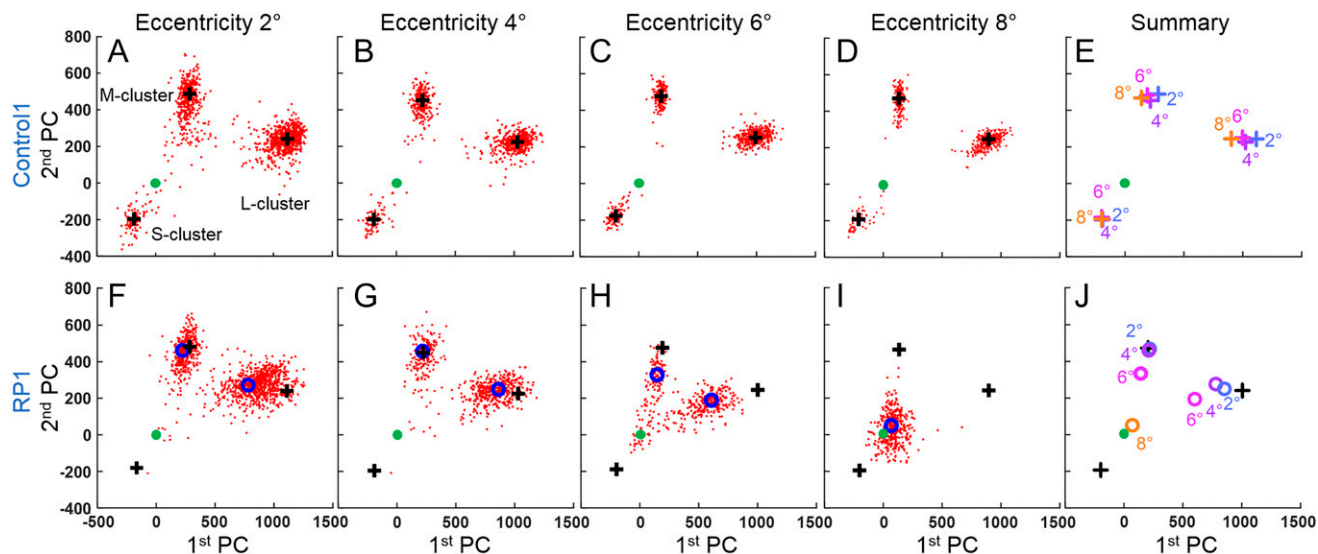 Eccentricity 2° Eccentricity 4° Eccentricity 6° Eccentricity 8° Summary
A B C D E
800
600
400
200
0
-200
-400
Control1
2nd PC
M-cluster
L-cluster
S-cluster
6°
8° 2°
4°
6°
8° 2°
4°
6°
8° 2°
4°
F G H I J
800
600
400
200
0
-200
-400
RP1
2nd PC
2°
4°
6°
6° 4° 2°
8°
-500 0 500 1000 1500 0 500 1000 1500 0 500 1000 1500 0 500 1000 1500 0 500 1000 1500
1st PC 1st PC 1st PC 1st PC 1st PC